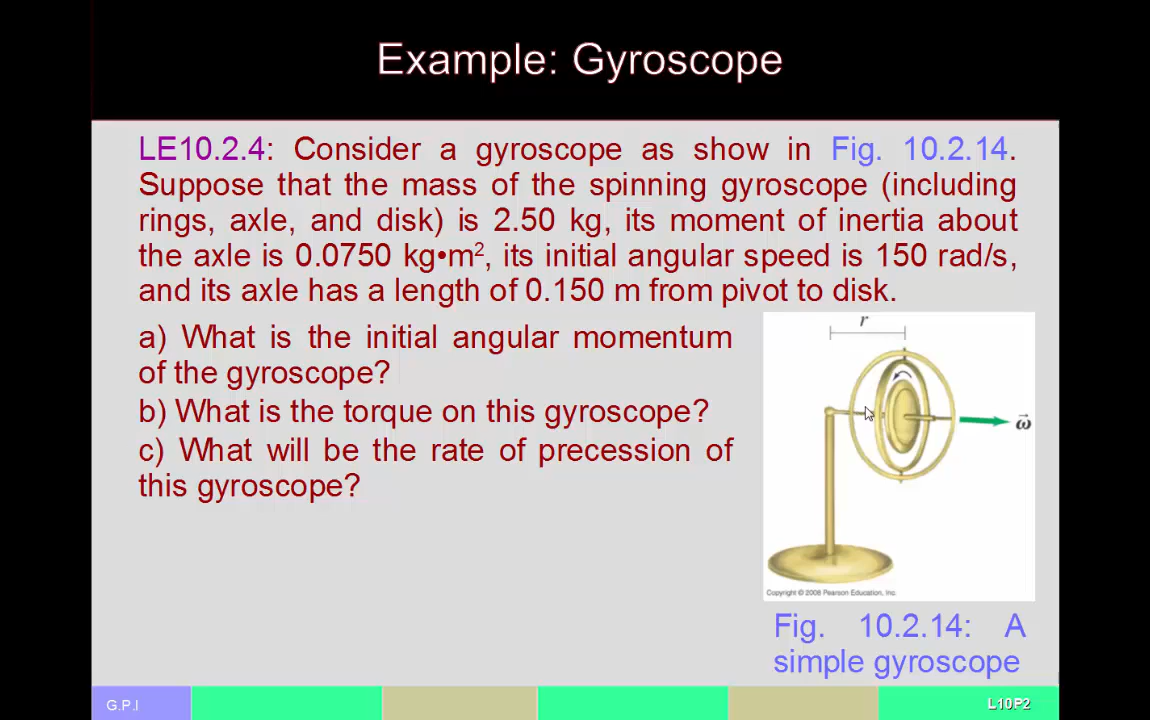 Example: Gyroscope
LE10.2.4: Consider a gyroscope as show in Fig. 10.2.14.
Suppose that the mass of the spinning gyroscope (including
rings, axle, and disk) is 2.50 kg, its moment of inertia about
the axle is 0.0750 kg•m², its initial angular speed is 150 rad/s,
and its axle has a length of 0.150 m from pivot to disk.
a) What is the initial angular momentum
of the gyroscope?
b) What is the torque on this gyroscope?
c) What will be the rate of precession of
this gyroscope?
r
ω⃗
Copyright © 2008 Pearson Education, Inc.
Fig. 10.2.14: A
simple gyroscope
G.P.I
L10P2